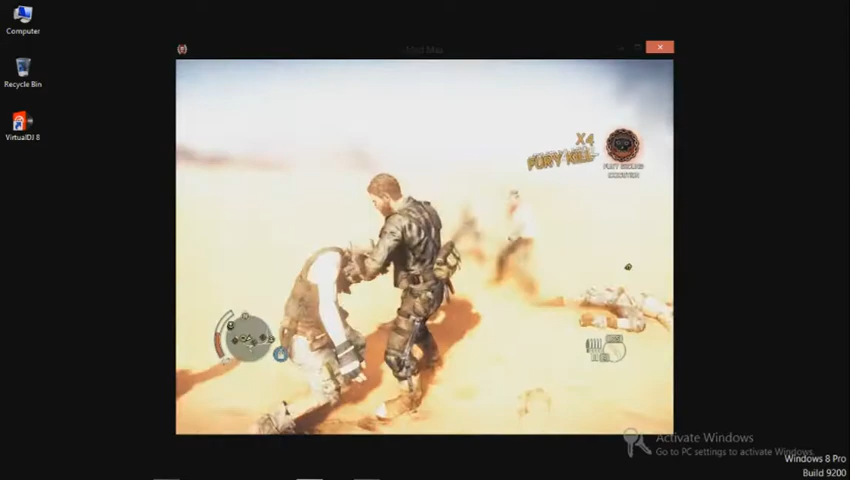 Computer
Recycle Bin
VirtualDJ 8
Mad Max
X4
FURY KILL
Activate Windows
Go to PC settings to activate Windows.
Windows 8 Pro
Build 9200